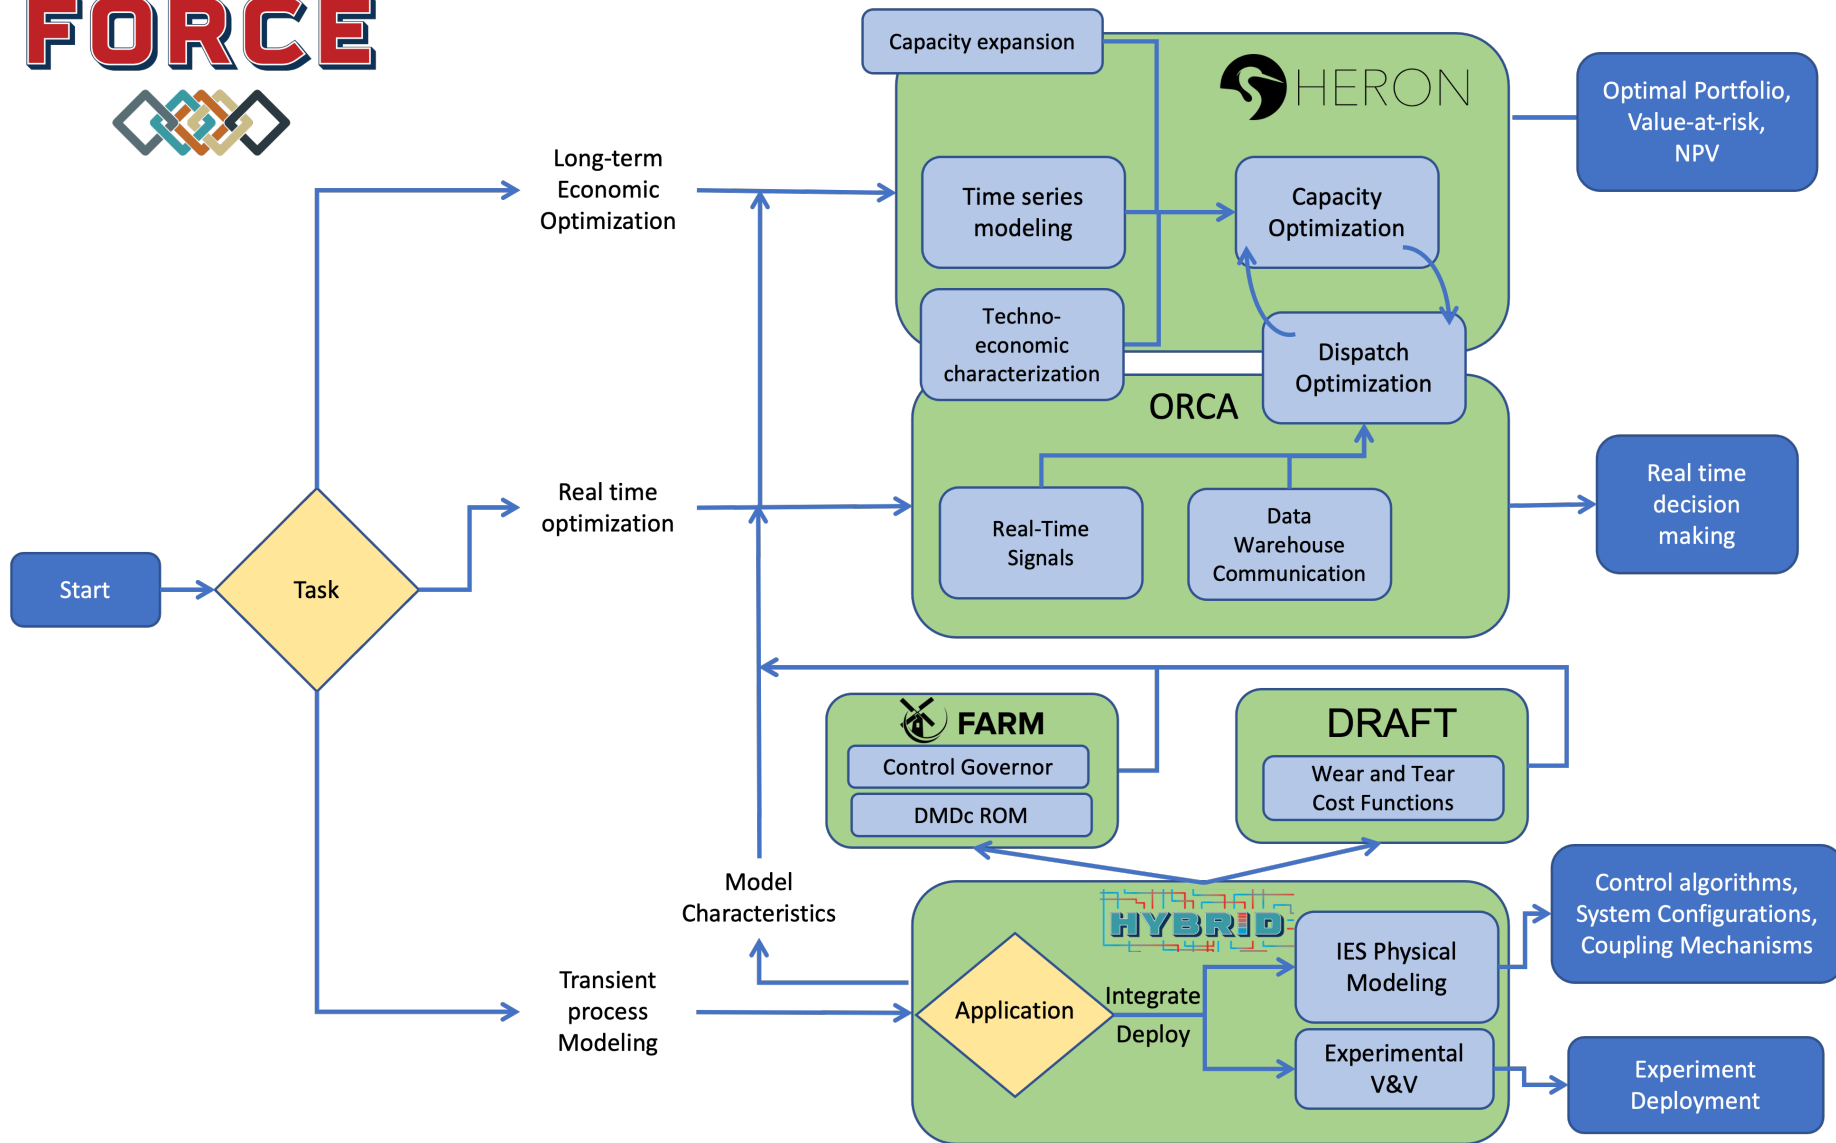 FORCE
Capacity expansion
HERON
Optimal Portfolio,
Value-at-risk,
NPV
Long-term
Economic
Optimization
Time series
modeling
Capacity
Optimization
Techno-
economic
characterization
Dispatch
Optimization
ORCA
Real time
optimization
Real-Time
Signals
Data
Warehouse
Communication
Real time
decision
making
Start
Task
FARM
Control Governor
DMDc ROM
DRAFT
Wear and Tear
Cost Functions
Model
Characteristics
HYBRID
Control algorithms,
System Configurations,
Coupling Mechanisms
IES Physical
Modeling
Transient
process
Modeling
Application
Integrate
Deploy
Experimental
V&V
Experiment
Deployment